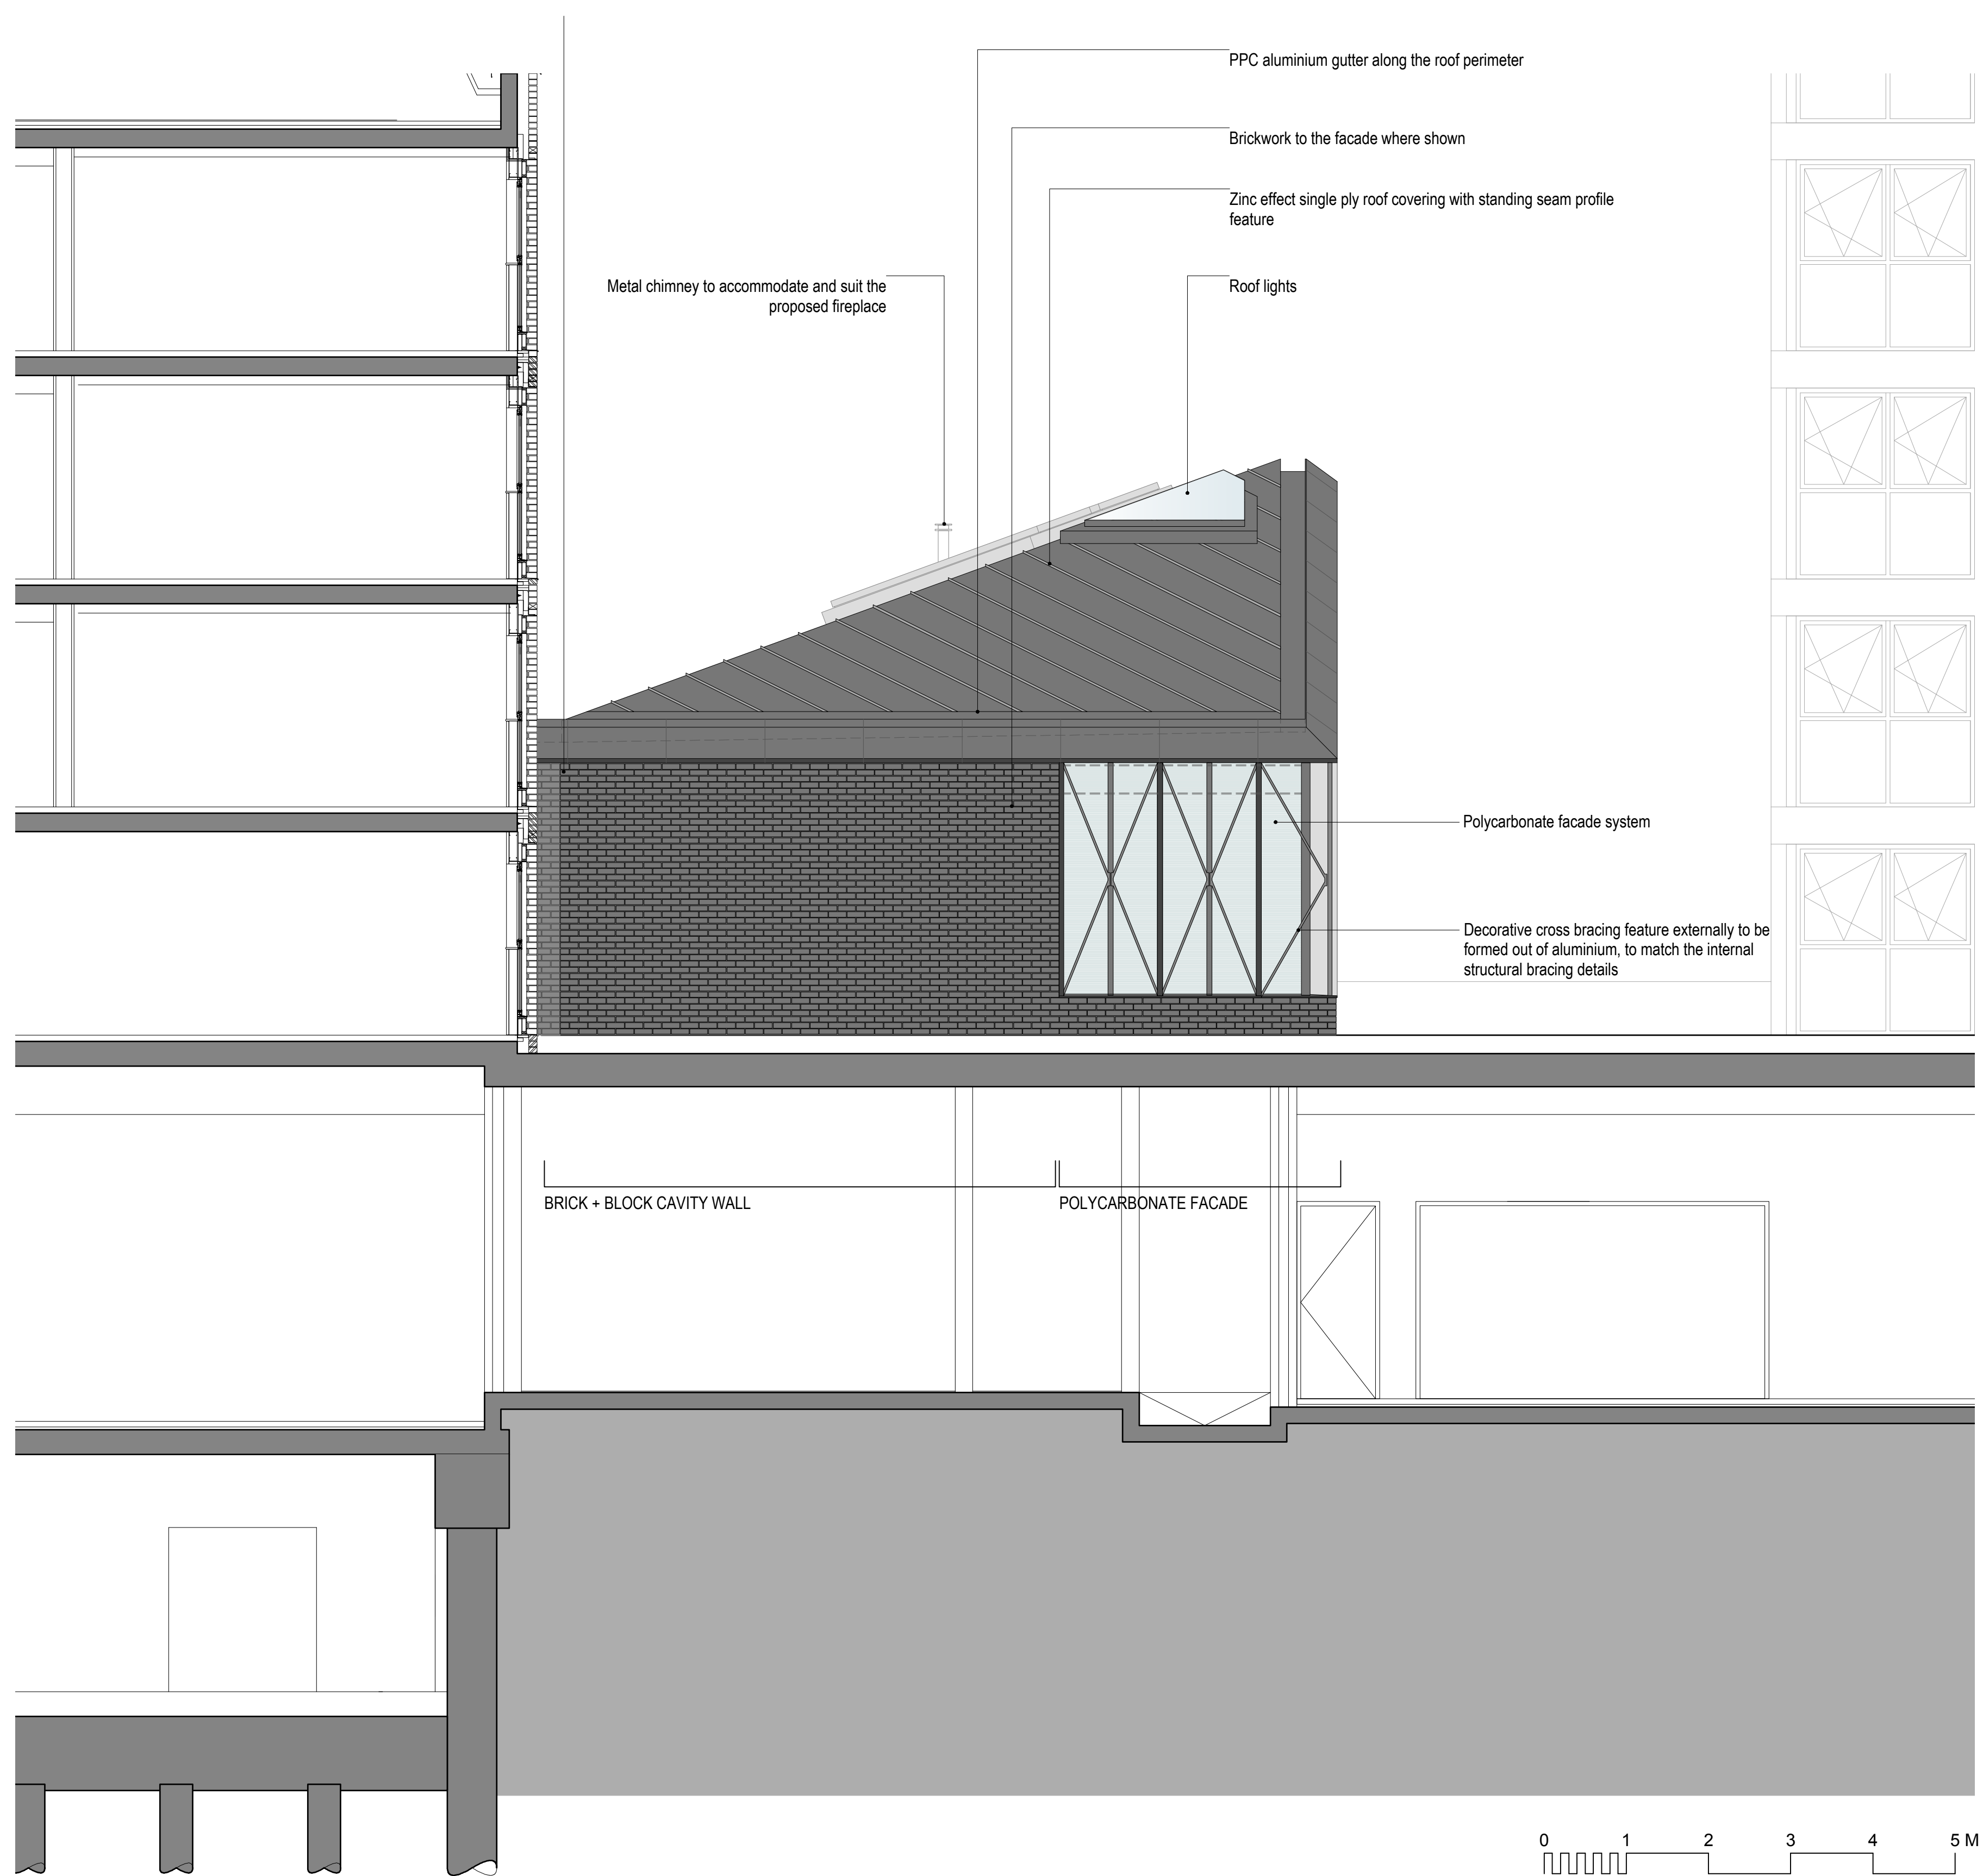 PPC aluminium gutter along the roof perimeter
Brickwork to the facade where shown
Zinc effect single ply roof covering with standing seam profile
feature
Metal chimney to accommodate and suit the
proposed fireplace
Roof lights
Polycarbonate facade system
Decorative cross bracing feature externally to be
formed out of aluminium, to match the internal
structural bracing details
BRICK + BLOCK CAVITY WALL
POLYCARBONATE FACADE
0 1 2 3 4 5 M